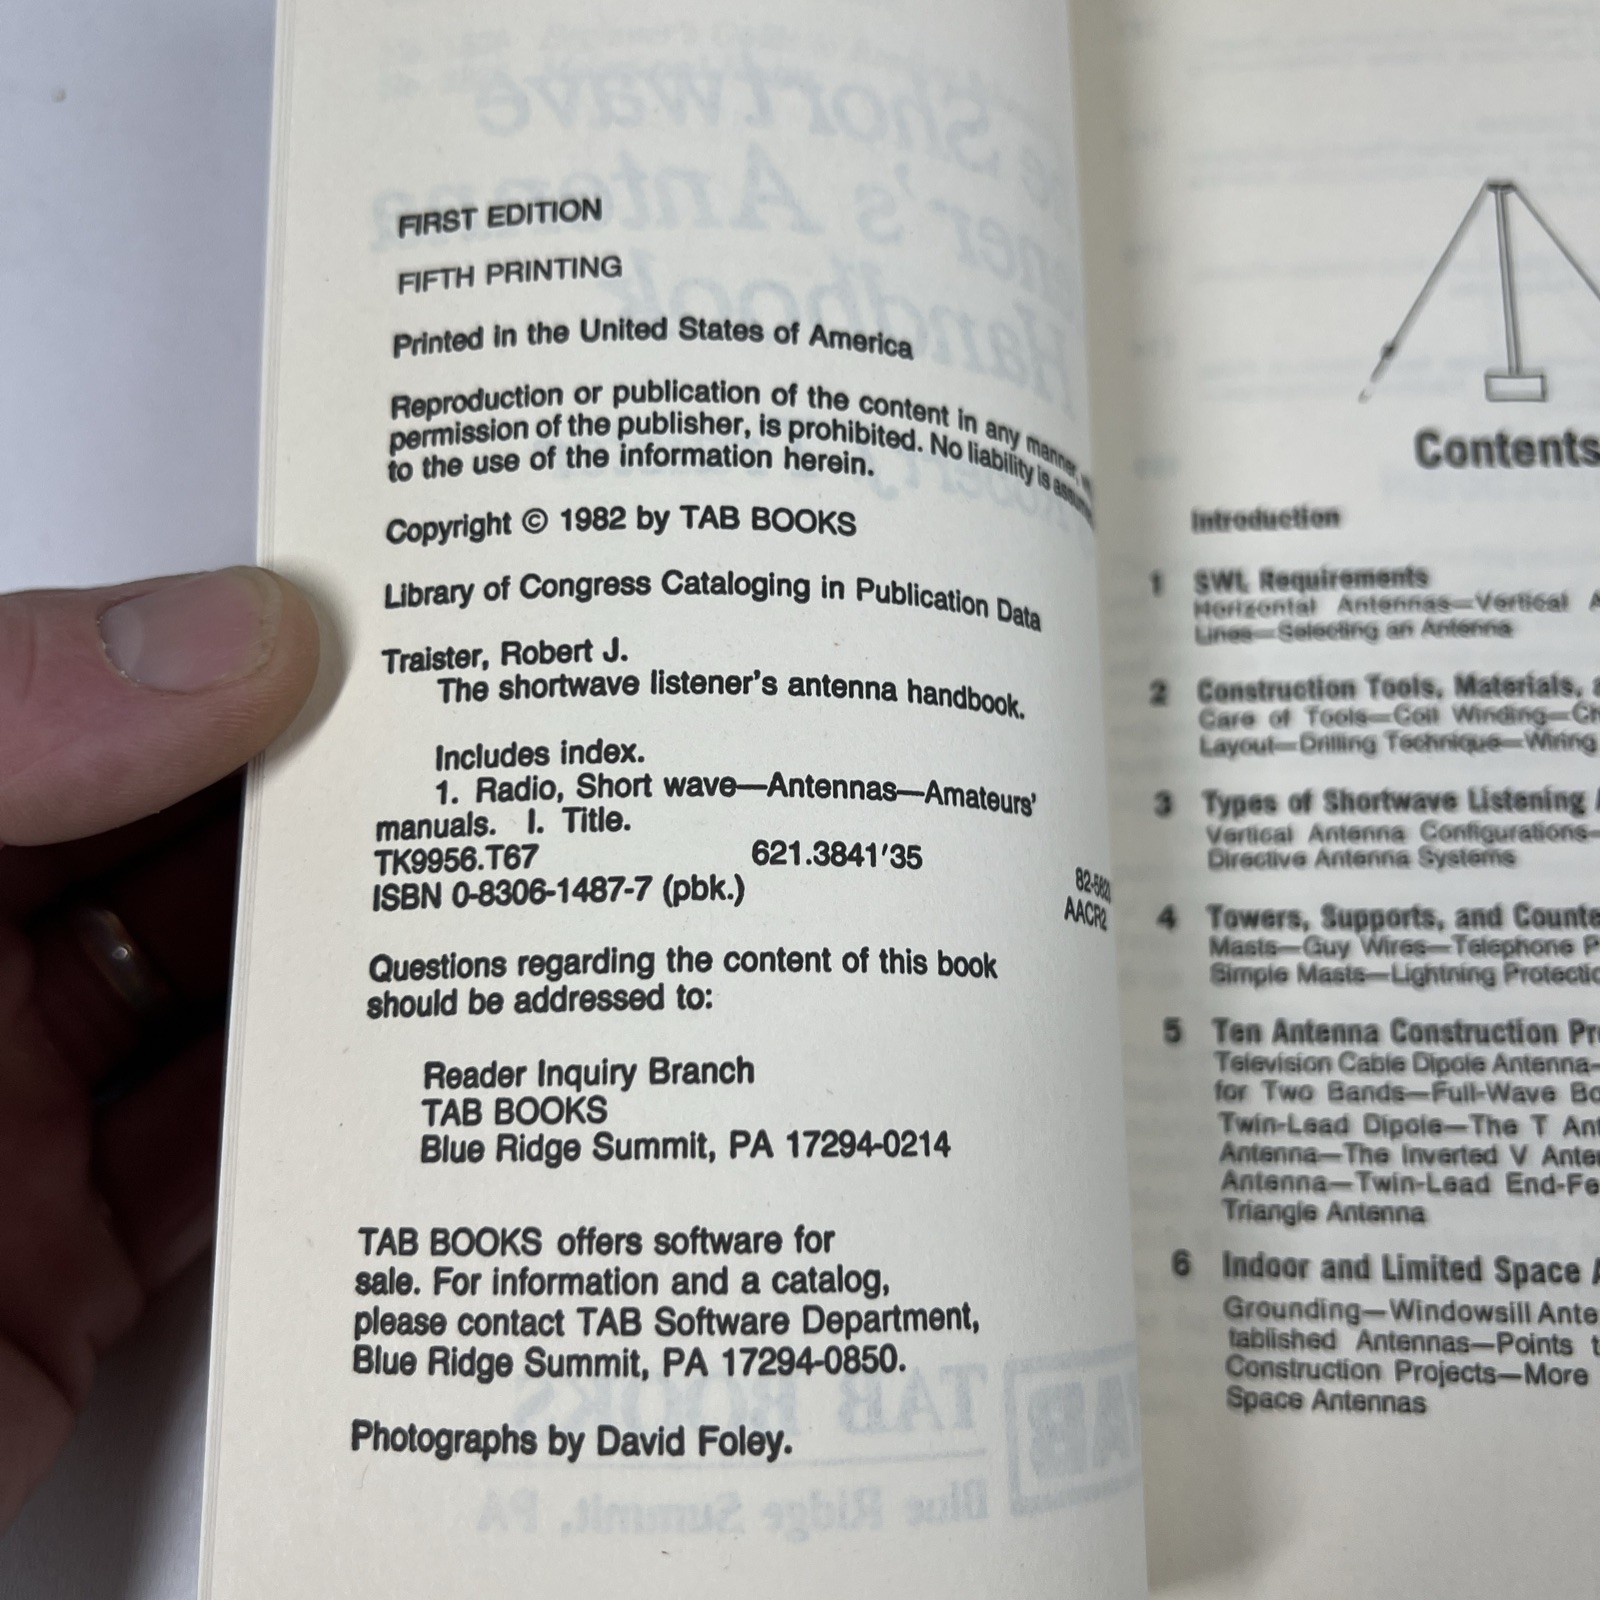 FIRST EDITION
FIFTH PRINTING
Printed in the United States of America
Reproduction or publication of the content in any manner,
permission of the publisher, is prohibited. No liability is
to the use of the information herein.
Copyright © 1982 by TAB BOOKS
Library of Congress Cataloging in Publication Data
Traister, Robert J.
The shortwave listener's antenna handbook.
Includes index.
1. Radio, Short wave—Antennas—Amateurs'
manuals. I. Title.
TK9956.T67 621.3841'35
AACR2
ISBN 0-8306-1487-7 (pbk.)
Questions regarding the content of this book
should be addressed to:
Reader Inquiry Branch
TAB BOOKS
Blue Ridge Summit, PA 17294-0214
TAB BOOKS offers software for
sale. For information and a catalog,
please contact TAB Software Department,
Blue Ridge Summit, PA 17294-0850.
Photographs by David Foley.
Contents
Introduction
1 SWL Requirements
Horizontal Antennas—Vertical
Lines—Selecting an Antenna
2 Construction Tools, Materials,
Care of Tools—Coil Winding—
Layout—Drilling Technique—Wiring
3 Types of Shortwave Listening
Vertical Antenna Configurations—
Directive Antenna Systems
4 Towers, Supports, and
Masts—Guy Wires—Telephone
Simple Masts—Lightning
5 Ten Antenna Construction
Television Cable Dipole Antenna—
for Two Bands—Full-Wave
Twin-Lead Dipole—The T
Antenna—The Inverted V
Antenna—Twin-Lead
Triangle Antenna
6 Indoor and Limited Space
Grounding—Windowsill
tablished Antennas—Points
Construction Projects—More
Space Antennas